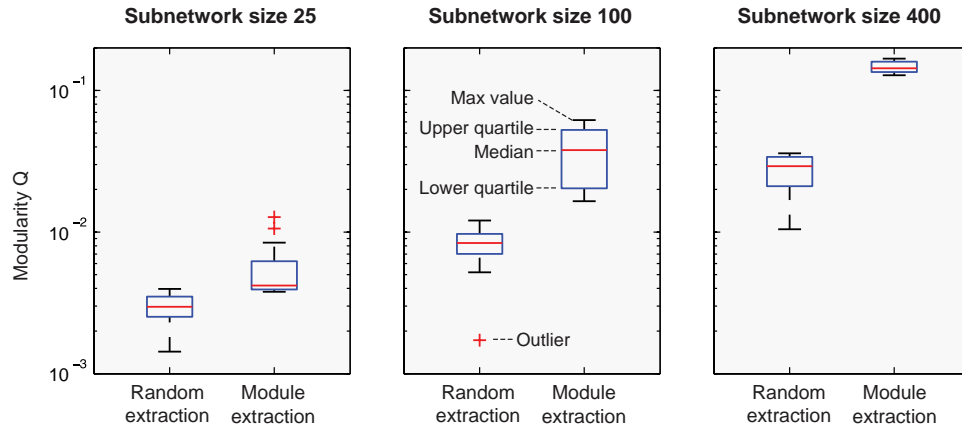 Subnetwork size 25
Subnetwork size 100
Subnetwork size 400
Modularity Q
10⁻¹
10⁻²
10⁻³
Max value
Upper quartile
Median
Lower quartile
Outlier
Random extraction
Module extraction
Random extraction
Module extraction
Random extraction
Module extraction